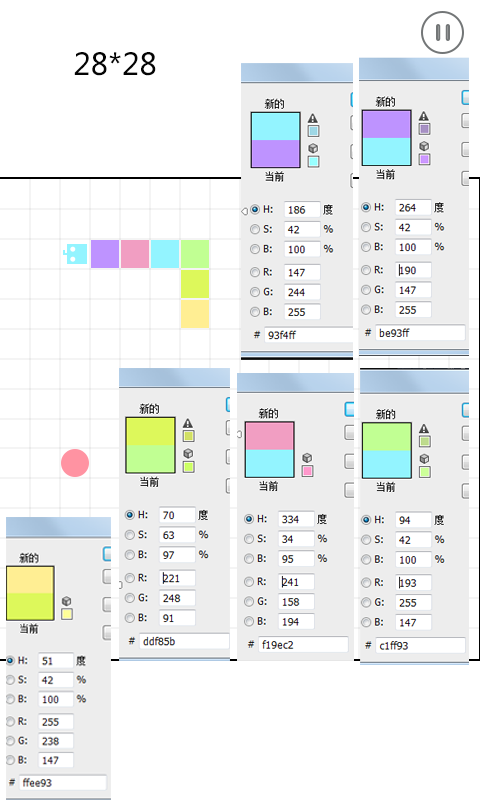 28*28
新的
当前
H: 186 度
S: 42 %
B: 100 %
R: 147
G: 244
B: 255
# 93f4ff
新的
当前
H: 264 度
S: 42 %
B: 100 %
R: 190
G: 147
B: 255
# be93ff
新的
当前
H: 70 度
S: 63 %
B: 97 %
R: 221
G: 248
B: 91
# ddf85b
新的
当前
H: 334 度
S: 34 %
B: 95 %
R: 241
G: 158
B: 194
# f19ec2
新的
当前
H: 94 度
S: 42 %
B: 100 %
R: 193
G: 255
B: 147
# c1ff93
新的
当前
H: 51 度
S: 42 %
B: 100 %
R: 255
G: 238
B: 147
# ffee93